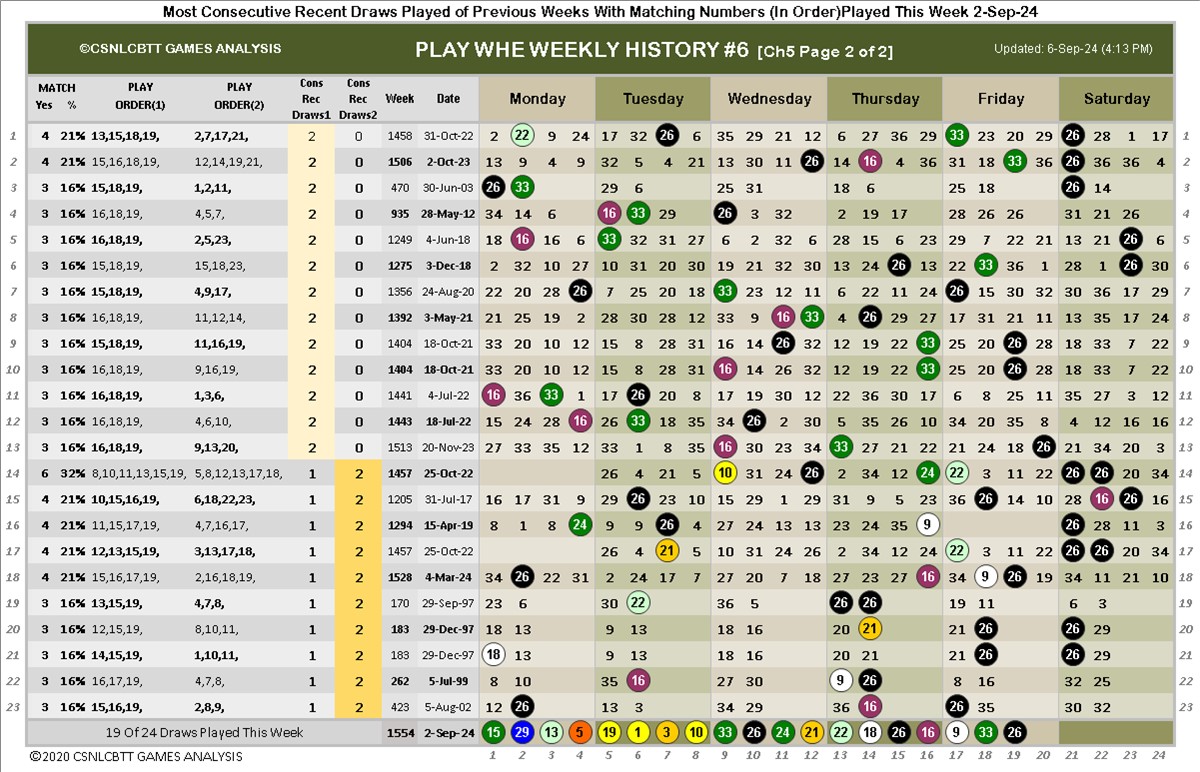 Most Consecutive Recent Draws Played of Previous Weeks With Matching Numbers (In Order)Played This Week 2-Sep-24
©CSNLCBTT GAMES ANALYSIS PLAY WHE WEEKLY HISTORY #6 [Ch5 Page 2 of 2] Updated: 6-Sep-24 (4:13 PM)
MATCH Yes % PLAY ORDER(1) PLAY ORDER(2) Cons Rec Draws1 Cons Rec Draws2 Week Date Monday Tuesday Wednesday Thursday Friday Saturday
1 4 21% 13,15,18,19, 2,7,17,21, 2 0 1458 31-Oct-22 2 22 9 24 17 32 26 6 35 29 21 12 6 27 36 29 33 23 20 29 26 28 1 17 1
2 4 21% 15,16,18,19, 12,14,19,21, 2 0 1506 2-Oct-23 13 9 4 9 32 5 4 21 13 30 11 26 14 16 4 36 31 18 33 36 26 36 36 4 2
3 3 16% 15,18,19, 1,2,11, 2 0 470 30-Jun-03 26 33 29 6 25 31 18 6 25 18 26 14 3
4 3 16% 16,18,19, 4,5,7, 2 0 935 28-May-12 34 14 6 16 33 29 26 3 32 2 19 17 28 26 26 31 21 26 4
5 3 16% 16,18,19, 2,5,23, 2 0 1249 4-Jun-18 18 16 16 6 33 32 31 27 6 2 32 6 28 15 6 23 29 7 22 21 13 21 26 6 5
6 3 16% 15,18,19, 15,18,23, 2 0 1275 3-Dec-18 2 32 10 27 10 31 20 30 19 21 32 30 13 24 26 13 22 33 36 1 28 1 26 30 6
7 3 16% 15,18,19, 4,9,17, 2 0 1356 24-Aug-20 22 20 28 26 7 25 20 18 33 23 12 11 6 22 11 24 26 15 30 32 30 36 17 29 7
8 3 16% 16,18,19, 11,12,14, 2 0 1392 3-May-21 21 25 19 2 28 30 28 12 33 9 16 33 4 26 29 27 17 31 21 11 13 35 17 24 8
9 3 16% 15,18,19, 11,16,19, 2 0 1404 18-Oct-21 33 20 10 12 15 8 28 31 16 14 26 32 12 19 22 33 25 20 26 28 18 33 7 22 9
10 3 16% 16,18,19, 9,16,19, 2 0 1404 18-Oct-21 33 20 10 12 15 8 28 31 16 14 26 32 12 19 22 33 25 20 26 28 18 33 7 22 10
11 3 16% 16,18,19, 1,3,6, 2 0 1441 4-Jul-22 16 36 33 1 17 26 20 8 17 19 30 12 22 36 30 17 6 8 25 11 35 27 3 12 11
12 3 16% 16,18,19, 4,6,10, 2 0 1443 18-Jul-22 15 24 28 16 26 33 18 35 34 26 2 30 5 35 26 10 34 20 35 8 4 12 16 16 12
13 3 16% 16,18,19, 9,13,20, 2 0 1513 20-Nov-23 27 33 35 12 33 1 8 35 16 30 23 34 33 27 21 22 21 24 18 26 21 34 20 5 13
14 6 32% 8,10,11,13,15,19, 5,8,12,13,17,18, 1 2 1457 25-Oct-22 26 4 21 5 10 31 24 26 2 34 12 24 22 3 11 22 26 26 20 34 14
15 4 21% 10,15,16,19, 6,18,22,23, 1 2 1205 31-Jul-17 16 17 31 9 29 26 23 10 15 29 1 29 31 9 5 23 36 26 14 10 28 16 26 16 15
16 4 21% 11,15,17,19, 4,7,16,17, 1 2 1294 15-Apr-19 8 1 8 24 9 9 26 4 27 24 13 13 23 24 35 9 26 28 11 3 16
17 4 21% 12,13,15,19, 3,13,17,18, 1 2 1457 25-Oct-22 26 4 21 5 10 31 24 26 2 34 12 24 22 3 11 22 26 26 20 34 17
18 4 21% 15,16,17,19, 2,16,18,19, 1 2 1528 4-Mar-24 34 26 22 31 2 24 17 7 27 20 7 18 27 23 27 16 34 9 26 19 34 11 21 10 18
19 3 16% 13,15,19, 4,7,8, 1 2 170 29-Sep-97 23 6 30 22 36 5 26 26 19 11 6 3 19
20 3 16% 12,15,19, 8,10,11, 1 2 183 29-Dec-97 18 13 9 13 18 16 20 21 21 26 26 29 20
21 3 16% 14,15,19, 1,10,11, 1 2 183 29-Dec-97 18 13 9 13 18 16 20 21 21 26 26 29 21
22 3 16% 16,17,19, 4,7,8, 1 2 262 5-Jul-99 8 10 35 16 27 30 9 26 8 16 32 25 22
23 3 16% 15,16,19, 2,8,9, 1 2 423 5-Aug-02 12 26 13 3 34 29 36 16 26 35 30 32 23
19 Of 24 Draws Played This Week 1554 2-Sep-24 15 29 13 5 19 1 3 10 33 26 24 21 22 18 26 16 9 33 26
©2020 CSNLCBTT GAMES ANALYSIS 1 2 3 4 5 6 7 8 9 10 11 12 13 14 15 16 17 18 19 20 21 22 23 24